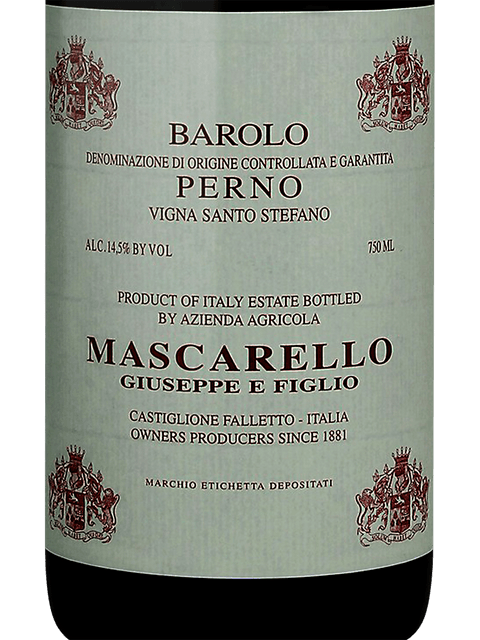 BAROLO
DENOMINAZIONE DI ORIGINE CONTROLLATA E GARANTITA
PERNO
VIGNA SANTO STEFANO
ALC.14,5% BY VOL 750 ML
PRODUCT OF ITALY ESTATE BOTTLED
BY AZIENDA AGRICOLA
MASCARELLO
GIUSEPPE E FIGLIO
CASTIGLIONE FALLETTO - ITALIA
OWNERS PRODUCERS SINCE 1881
MARCHIO ETICHETTA DEPOSITATI